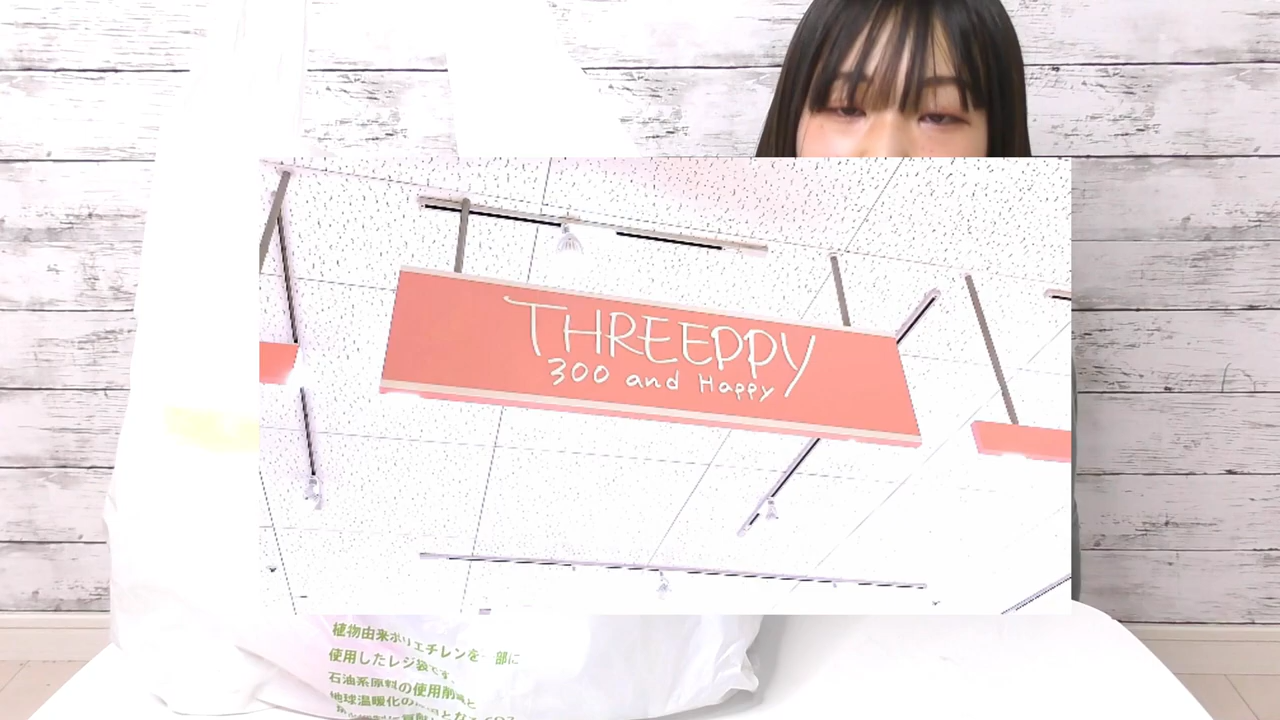 THREEPPY
300 and Happy
植物由来ポリエチレンを一部に
使用したレジ袋です。
石油系原料の使用削減と
地球温暖化の